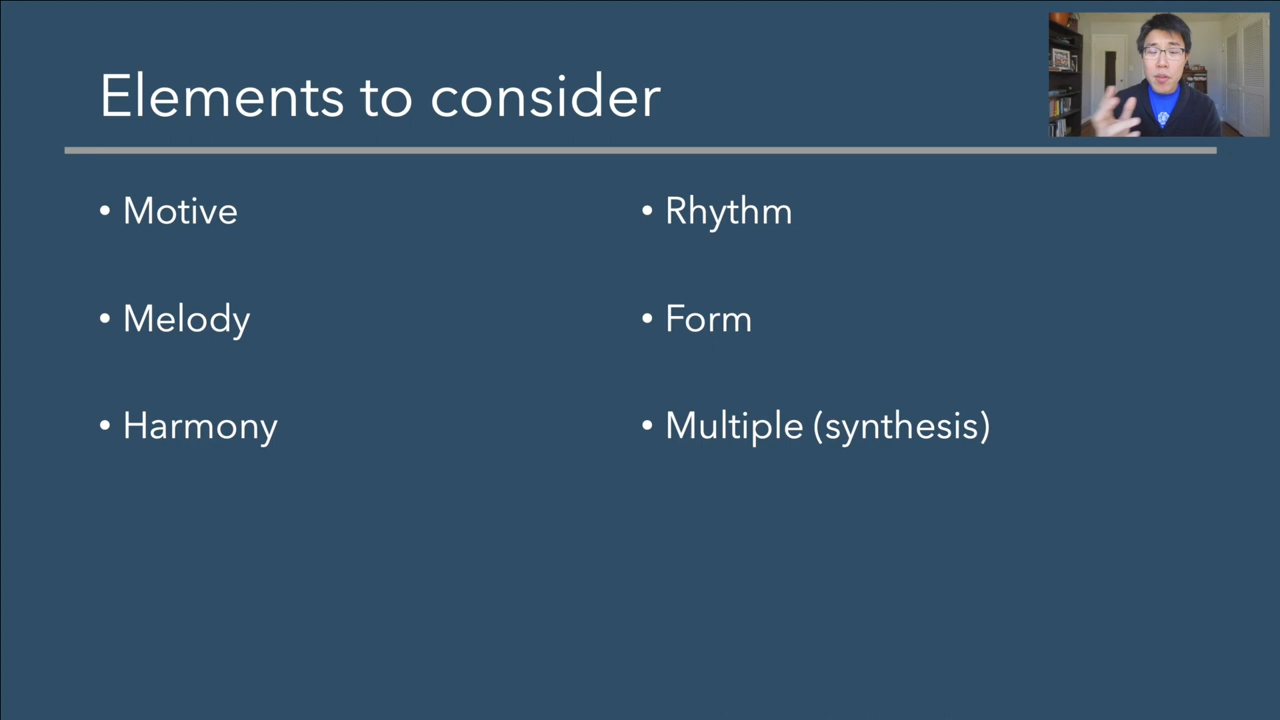 Elements to consider
• Motive
• Melody
• Harmony
• Rhythm
• Form
• Multiple (synthesis)